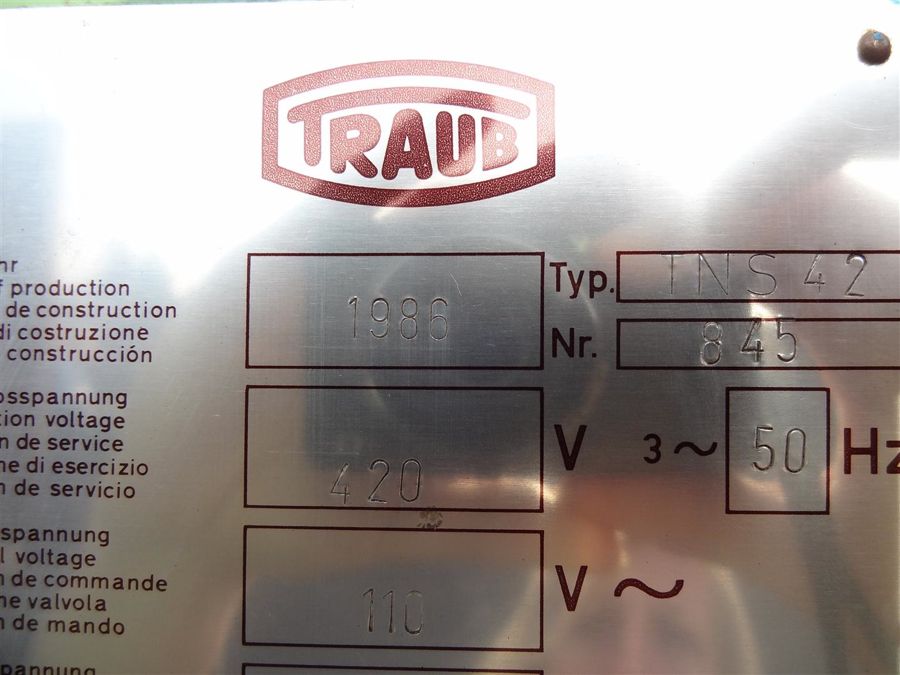 TRAUB
hr
f production
de construction
di costruzione
construcción
1986
Typ. TNS 42
Nr. 845
osspannung
tion voltage
n de service
ne di esercizio
n de servicio
420 V 3~ 50 Hz
spannung
l voltage
n de commande
ne valvola
n de mando
110 V ~
pannung